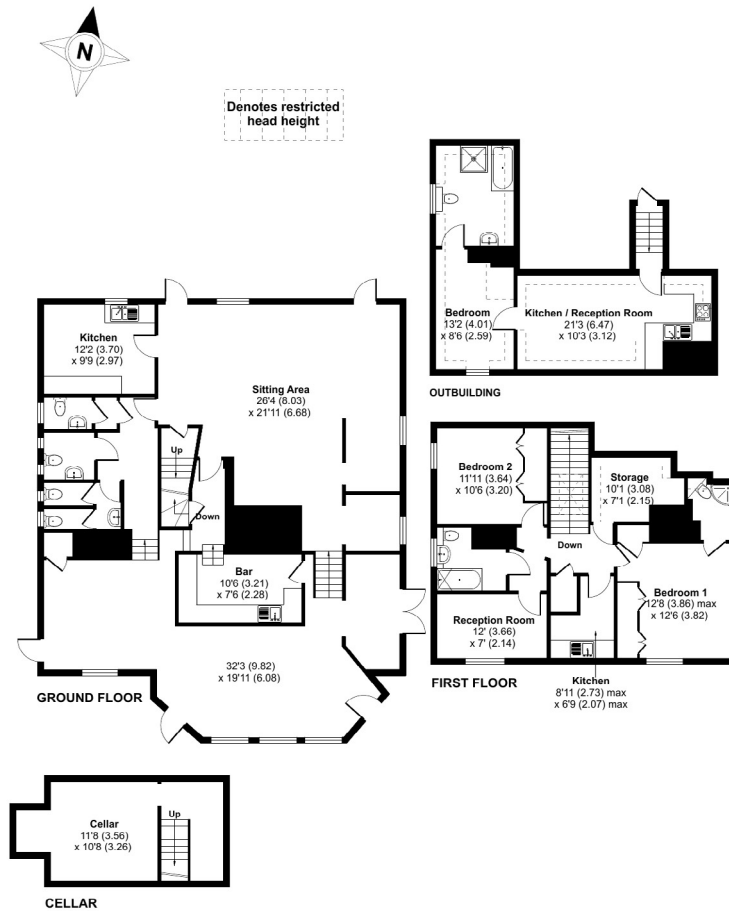 N
Denotes restricted
head height
Bedroom
13'2 (4.01)
x 8'6 (2.59)
Kitchen / Reception Room
21'3 (6.47)
x 10'3 (3.12)
OUTBUILDING
Kitchen
12'2 (3.70)
x 9'9 (2.97)
Sitting Area
26'4 (8.03)
x 21'11 (6.68)
Up
Down
Bar
10'6 (3.21)
x 7'6 (2.28)
32'3 (9.82)
x 19'11 (6.08)
GROUND FLOOR
Bedroom 2
11'11 (3.64)
x 10'6 (3.20)
Storage
10'1 (3.08)
x 7'1 (2.15)
Down
Bedroom 1
12'8 (3.86) max
x 12'6 (3.82)
Reception Room
12' (3.66)
x 7' (2.14)
FIRST FLOOR
Kitchen
8'11 (2.73) max
x 6'9 (2.07) max
Cellar
11'8 (3.56)
x 10'8 (3.26)
Up
CELLAR